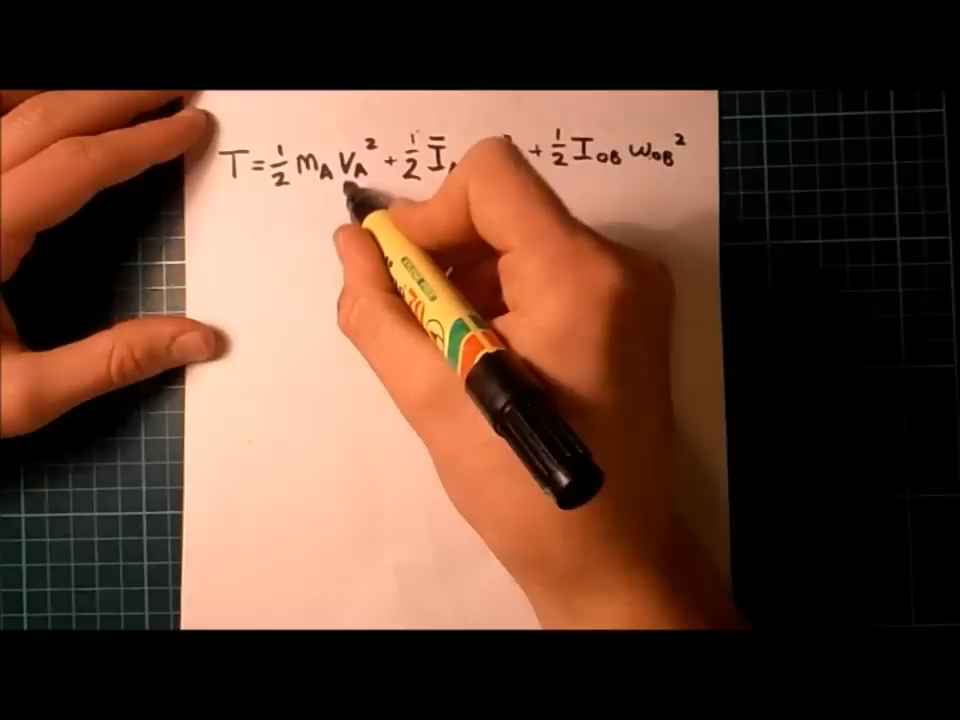 T = ½ m_A V_A² + ½ Ī + ½ I_OB ω_OB²